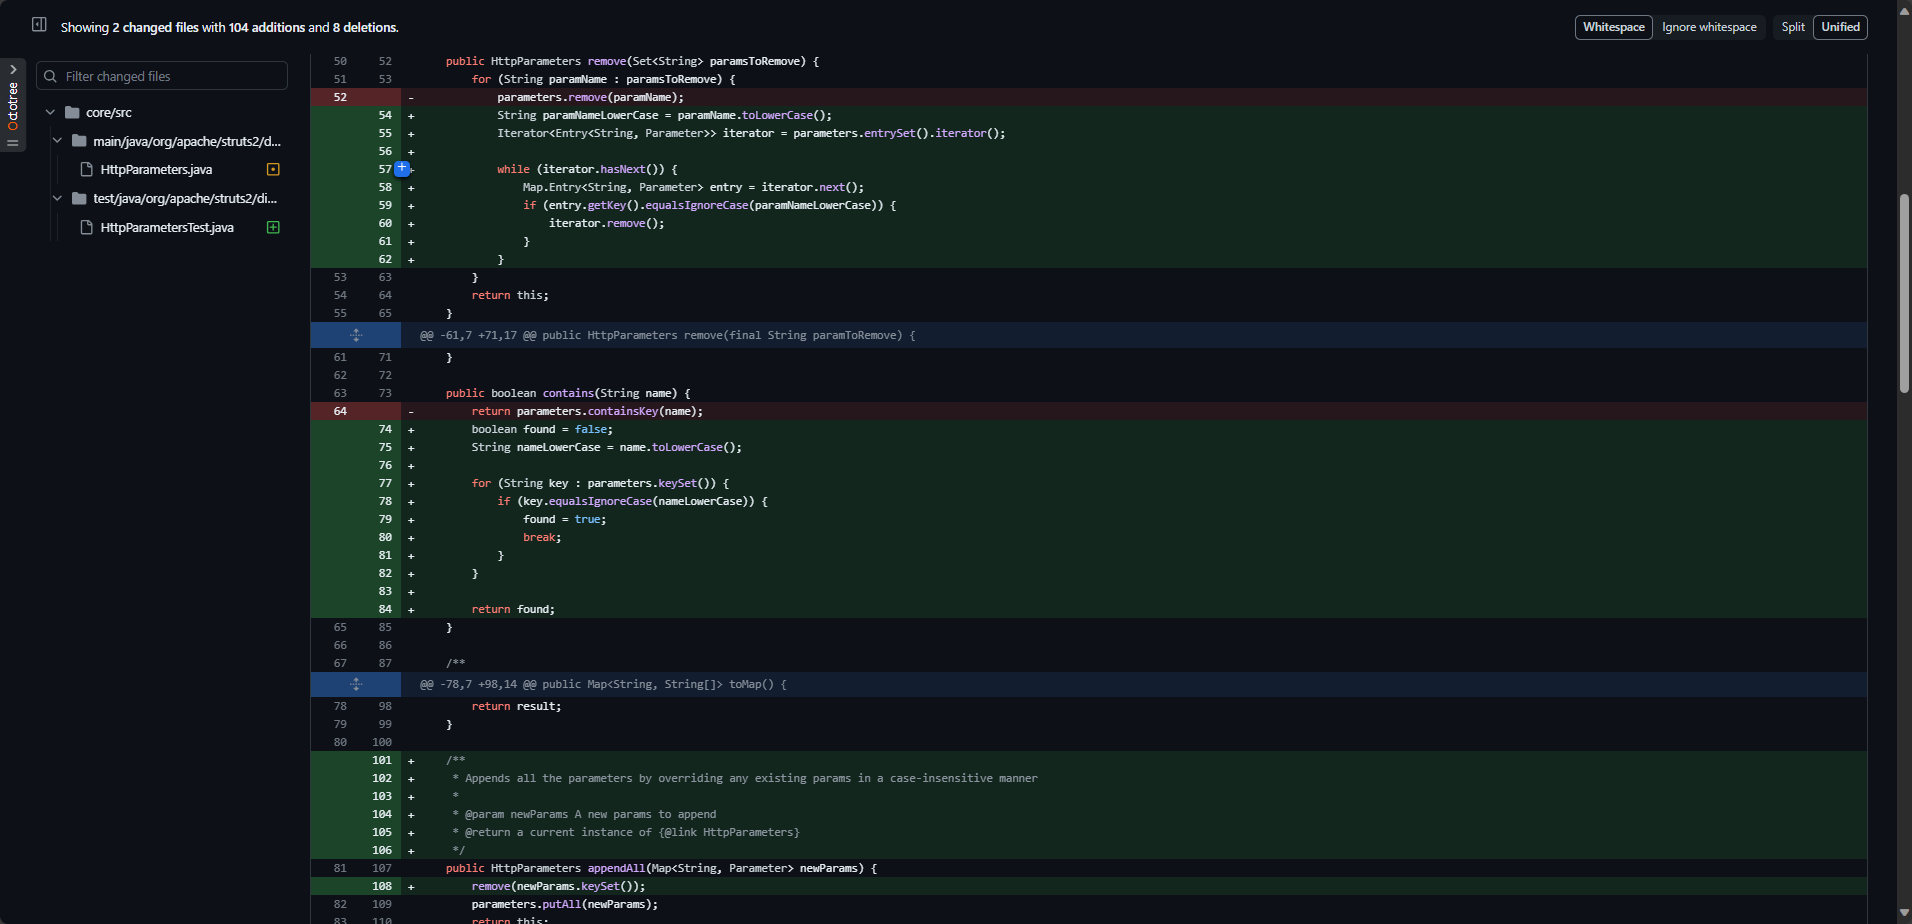 Showing 2 changed files with 104 additions and 8 deletions.
Whitespace Ignore whitespace Split Unified
Octotree
Filter changed files
core/src
main/java/org/apache/struts2/d...
HttpParameters.java
test/java/org/apache/struts2/di...
HttpParametersTest.java
50 52 public HttpParameters remove(Set<String> paramsToRemove) {
51 53 for (String paramName : paramsToRemove) {
52 - parameters.remove(paramName);
54 + String paramNameLowerCase = paramName.toLowerCase();
55 + Iterator<Entry<String, Parameter>> iterator = parameters.entrySet().iterator();
56 +
57 + while (iterator.hasNext()) {
58 + Map.Entry<String, Parameter> entry = iterator.next();
59 + if (entry.getKey().equalsIgnoreCase(paramNameLowerCase)) {
60 + iterator.remove();
61 + }
62 + }
53 63 }
54 64 return this;
55 65 }
@@ -61,7 +71,17 @@ public HttpParameters remove(final String paramToRemove) {
61 71 }
62 72
63 73 public boolean contains(String name) {
64 - return parameters.containsKey(name);
74 + boolean found = false;
75 + String nameLowerCase = name.toLowerCase();
76 +
77 + for (String key : parameters.keySet()) {
78 + if (key.equalsIgnoreCase(nameLowerCase)) {
79 + found = true;
80 + break;
81 + }
82 + }
83 +
84 + return found;
65 85 }
66 86
67 87 /**
@@ -78,7 +98,14 @@ public Map<String, String[]> toMap() {
78 98 return result;
79 99 }
80 100
101 + /**
102 + * Appends all the parameters by overriding any existing params in a case-insensitive manner
103 + *
104 + * @param newParams A new params to append
105 + * @return a current instance of {@link HttpParameters}
106 + */
81 107 public HttpParameters appendAll(Map<String, Parameter> newParams) {
108 + remove(newParams.keySet());
82 109 parameters.putAll(newParams);
83 110 return this;